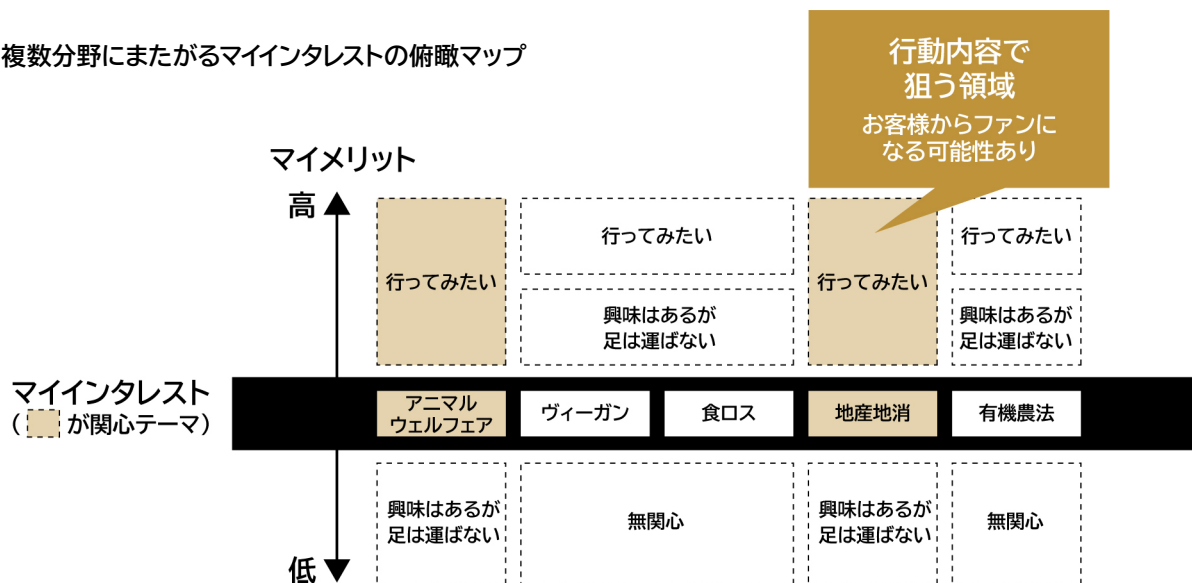 複数分野にまたがるマイインタレストの俯瞰マップ
行動内容で
狙う領域
お客様からファンに
なる可能性あり
マイメリット
高
行ってみたい
行ってみたい
興味はあるが
足は運ばない
行ってみたい
行ってみたい
興味はあるが
足は運ばない
マイインタレスト
( が関心テーマ)
アニマル
ウェルフェア
ヴィーガン
食ロス
地産地消
有機農法
興味はあるが
足は運ばない
無関心
興味はあるが
足は運ばない
無関心
低